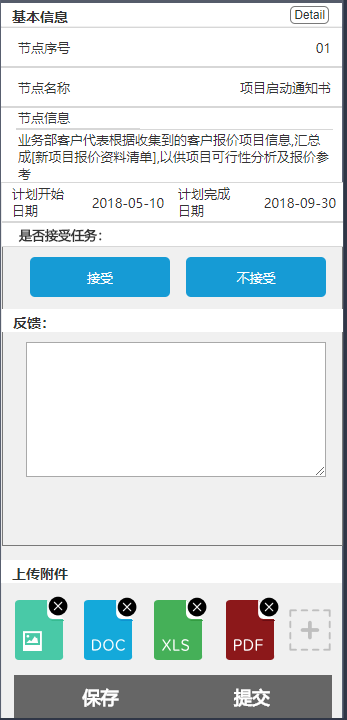 基本信息 Detail
节点序号 01
节点名称 项目启动通知书
节点信息
业务部客户代表根据收集到的客户报价项目信息,汇总
成[新项目报价资料清单],以供项目可行性分析及报价参
考
计划开始日期 2018-05-10 计划完成日期 2018-09-30
是否接受任务：
接受 不接受
反馈：
上传附件
DOC XLS PDF
保存 提交